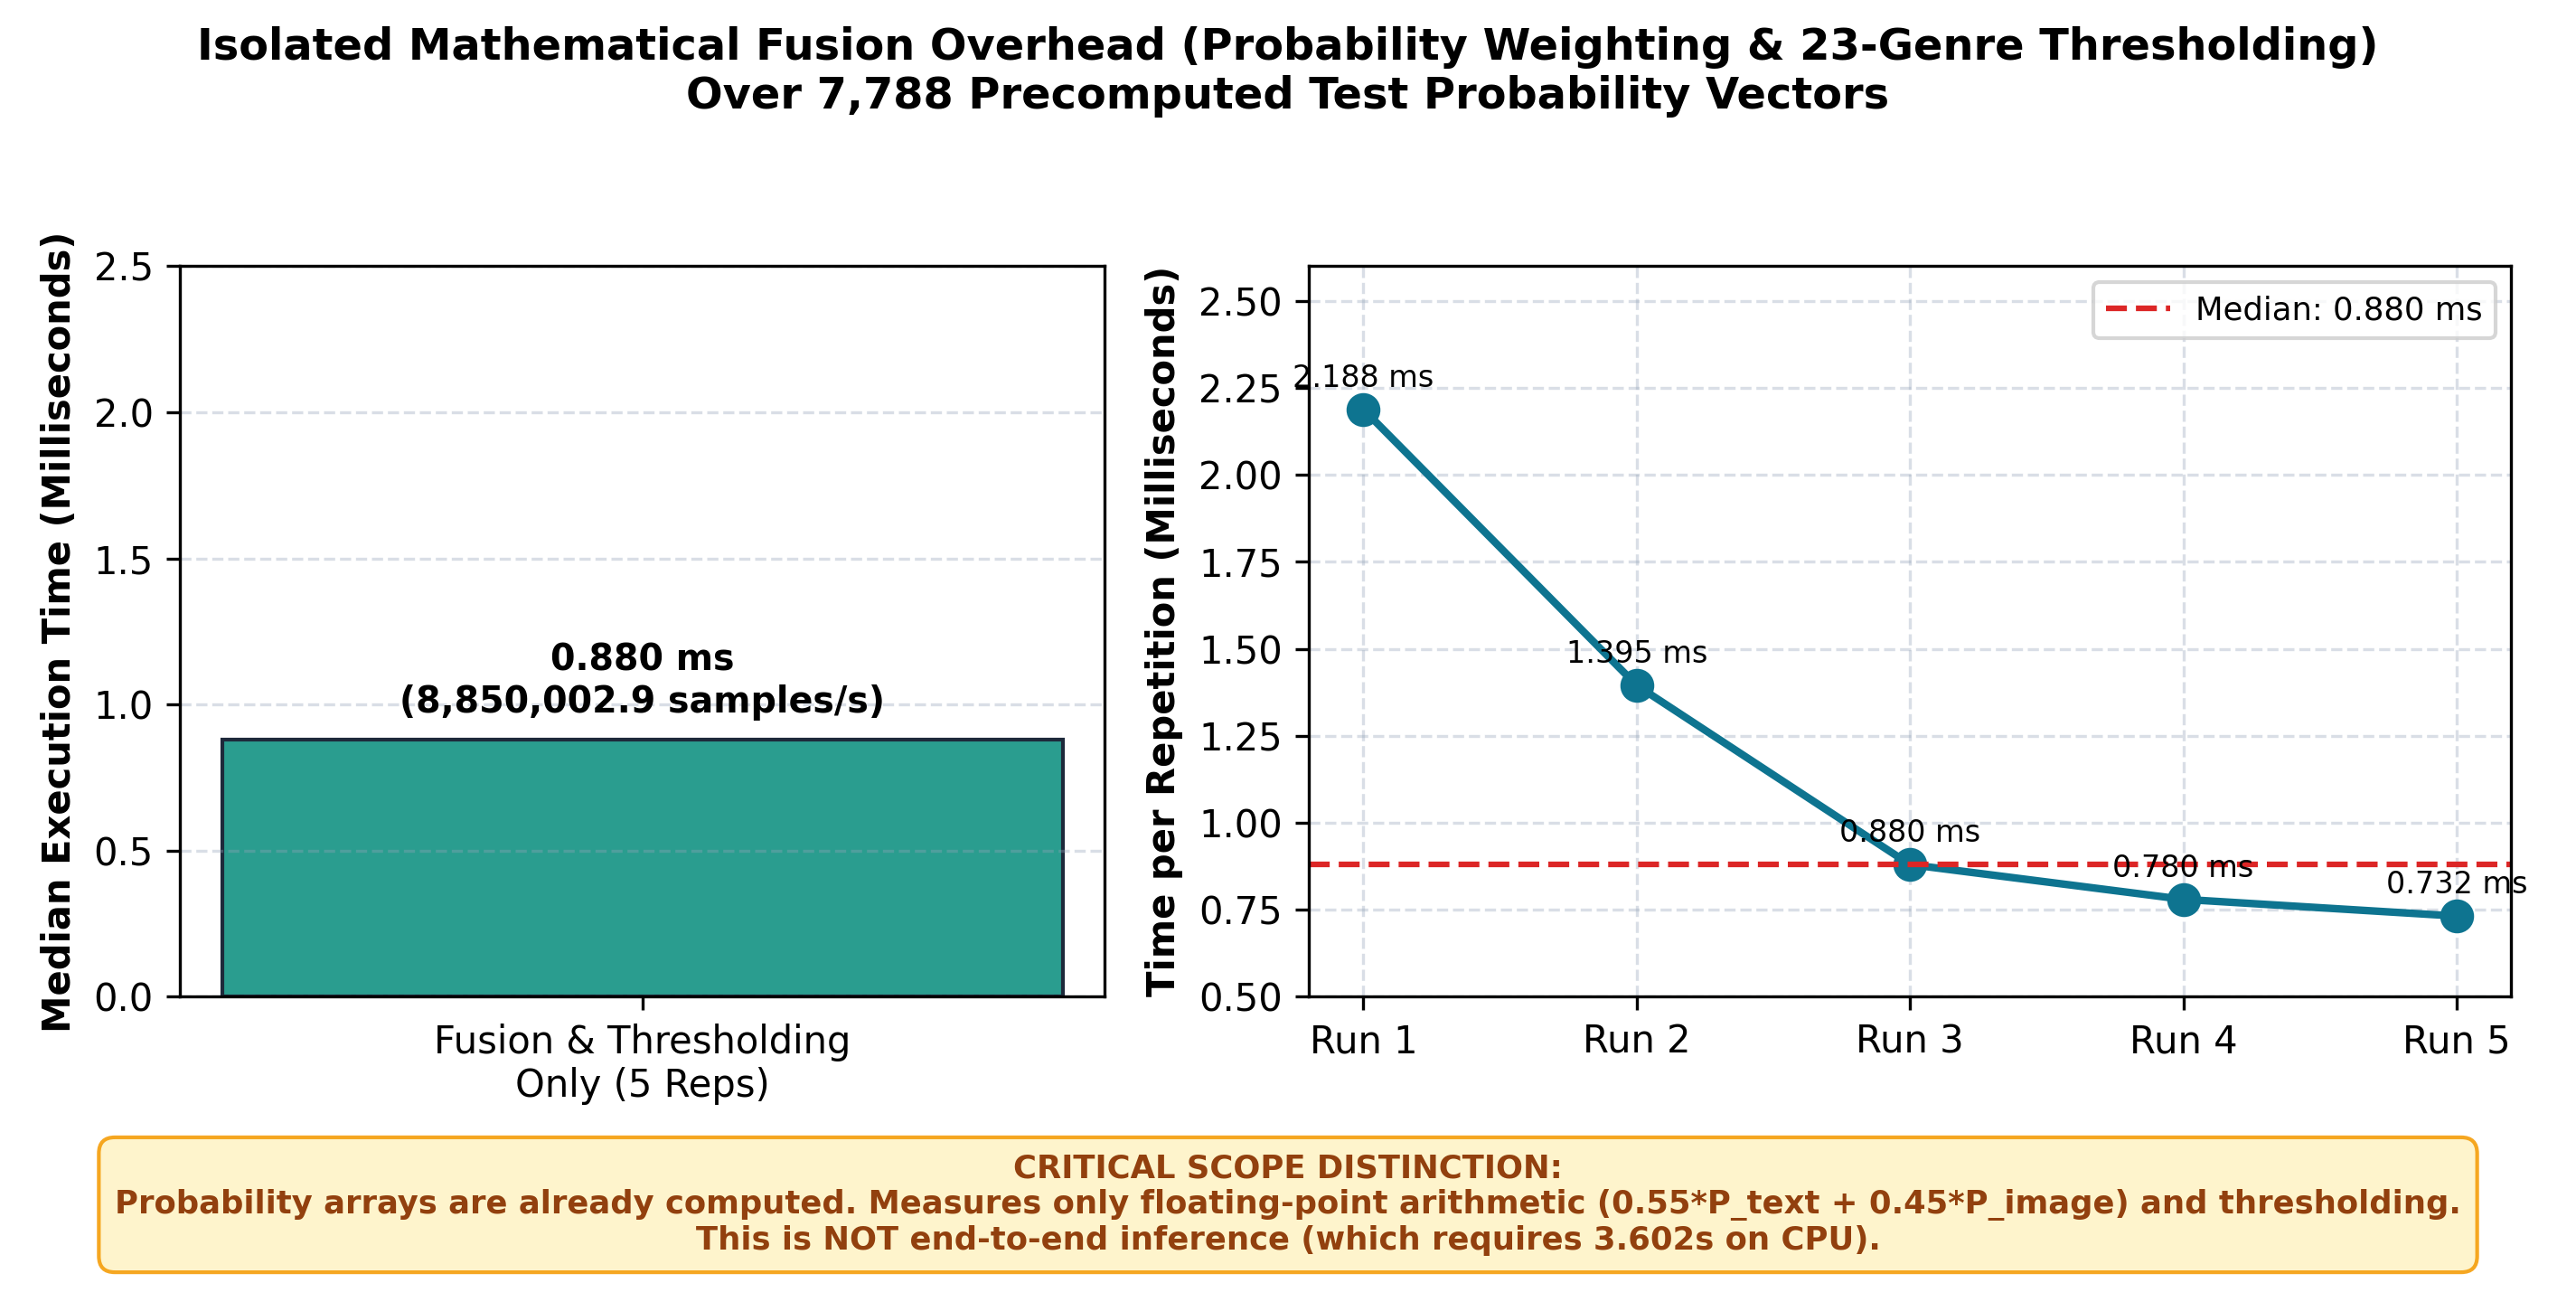 Isolated Mathematical Fusion Overhead (Probability Weighting & 23-Genre Thresholding)
Over 7,788 Precomputed Test Probability Vectors
Median Execution Time (Milliseconds)
2.5
2.0
1.5
1.0
0.5
0.0
0.880 ms
(8,850,002.9 samples/s)
Fusion & Thresholding
Only (5 Reps)
Time per Repetition (Milliseconds)
2.50
2.25
2.00
1.75
1.50
1.25
1.00
0.75
0.50
Median: 0.880 ms
2.188 ms
1.395 ms
0.880 ms
0.780 ms
0.732 ms
Run 1
Run 2
Run 3
Run 4
Run 5
CRITICAL SCOPE DISTINCTION:
Probability arrays are already computed. Measures only floating-point arithmetic (0.55*P_text + 0.45*P_image) and thresholding.
This is NOT end-to-end inference (which requires 3.602s on CPU).